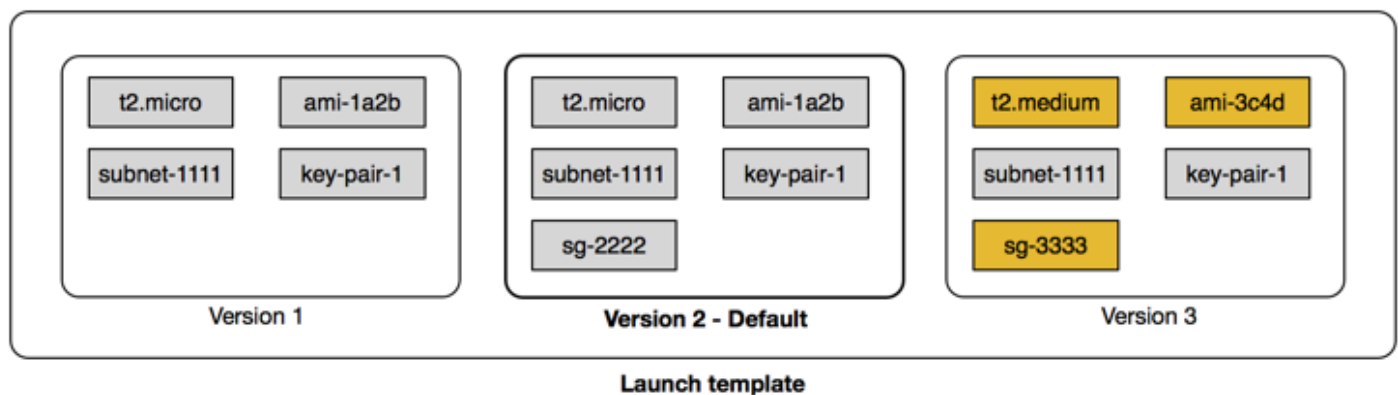 t2.micro
ami-1a2b
subnet-1111
key-pair-1
Version 1
t2.micro
ami-1a2b
subnet-1111
key-pair-1
sg-2222
Version 2 - Default
t2.medium
ami-3c4d
subnet-1111
key-pair-1
sg-3333
Version 3
Launch template